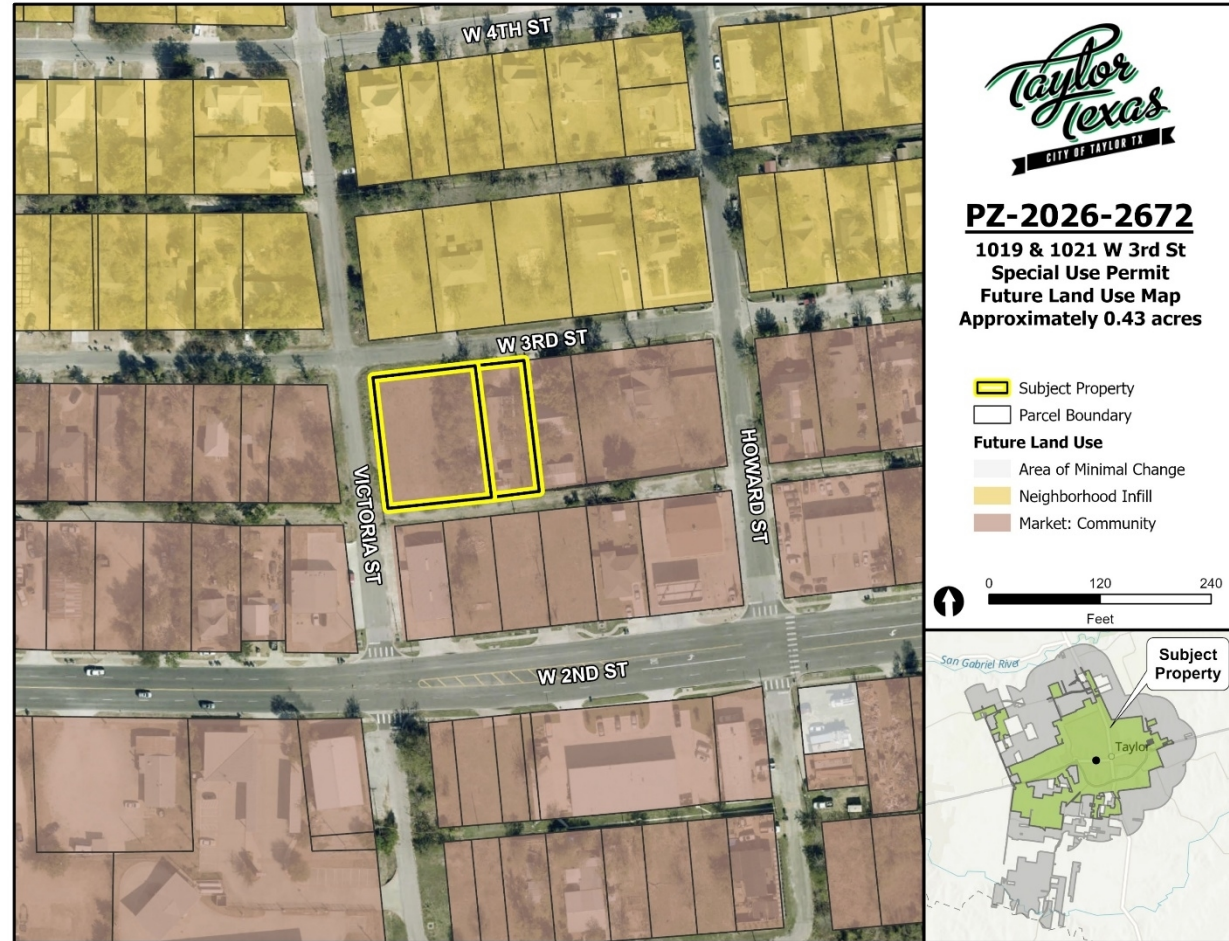 W 4TH ST
W 3RD ST
VICTORIA ST
HOWARD ST
W 2ND ST
Taylor
Texas
CITY OF TAYLOR TX
PZ-2026-2672
1019 & 1021 W 3rd St
Special Use Permit
Future Land Use Map
Approximately 0.43 acres
Subject Property
Parcel Boundary
Future Land Use
Area of Minimal Change
Neighborhood Infill
Market: Community
0 120 240
Feet
San Gabriel River
Subject
Property
Taylor